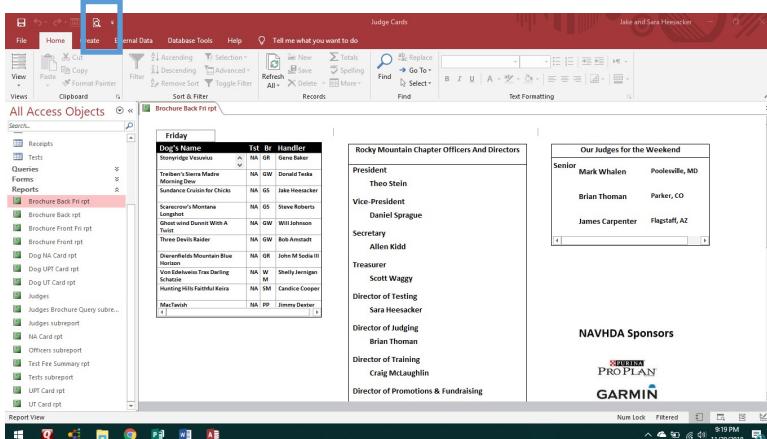 Judge Cards
Jake and Sara Heesacker
File Home Create External Data Database Tools Help Tell me what you want to do
View
Paste
Cut
Copy
Format Painter
Filter
Ascending
Descending
Remove Sort
Selection
Advanced
Toggle Filter
Refresh
All
New
Save
Delete
Totals
Spelling
More
Find
Replace
Go To
Select
B I U A
Views Clipboard Sort & Filter Records Find Text Formatting
All Access Objects
Search...
Receipts
Tests
Queries
Forms
Reports
Brochure Back Fri rpt
Brochure Back rpt
Brochure Front Fri rpt
Brochure Front rpt
Dog NA Card rpt
Dog UPT Card rpt
Dog UT Card rpt
Judges
Judges Brochure Query subre...
Judges subreport
NA Card rpt
Officers subreport
Test Fee Summary rpt
Tests subreport
UPT Card rpt
UT Card rpt
Brochure Back Fri rpt
Friday
Dog's Name Tst Br Handler
Stonyridge Vesuvius NA GR Gene Baker
Treiben's Sierra Madre NA GW Donald Teska
Morning Dew
Sundance Cruisin for Chicks NA GS Jake Heesacker
Scarecrow's Montana NA GS Steve Roberts
Longshot
Ghost wind Dunnit With A NA GW Will Johnson
Twist
Three Devils Raider NA GW Bob Amstadt
Dierenfields Mountain Blue NA GR John M Sodia III
Horizon
Von Edelweiss Trax Darling NA W Shelly Jernigan
Schatzie M
Hunting Hills Faithful Keira NA SM Candice Cooper
MacTavish NA PP Jimmy Dexter
Rocky Mountain Chapter Officers And Directors
President
Theo Stein
Vice-President
Daniel Sprague
Secretary
Allen Kidd
Treasurer
Scott Waggy
Director of Testing
Sara Heesacker
Director of Judging
Brian Thoman
Director of Training
Craig McLaughlin
Director of Promotions & Fundraising
Our Judges for the Weekend
Senior
Mark Whalen Poolesville, MD
Brian Thoman Parker, CO
James Carpenter Flagstaff, AZ
NAVHDA Sponsors
PURINA
PRO PLAN
GARMIN
Report View
Num Lock Filtered
9:19 PM